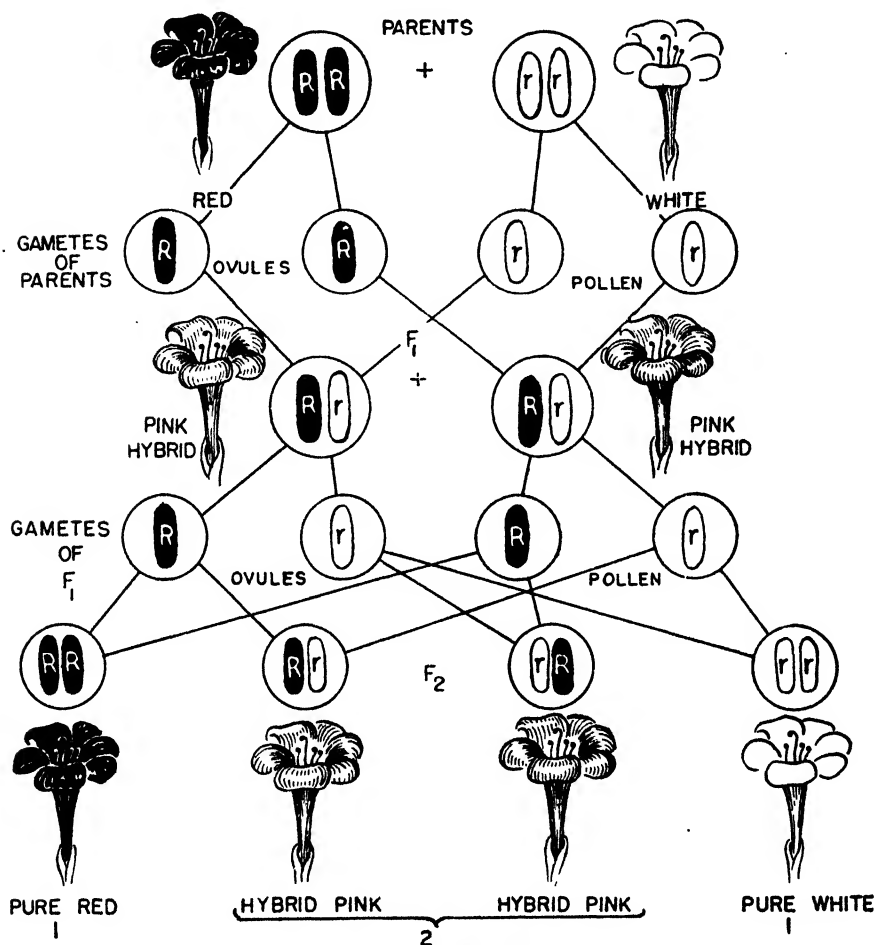 PARENTS
+
R R
r r
RED
WHITE
GAMETES
OF
PARENTS
R
OVULES
R
r
POLLEN
r
F1
+
R r
R r
PINK
HYBRID
PINK
HYBRID
GAMETES
OF
F1
R
OVULES
r
R
POLLEN
r
R R
R r
F2
r R
r r
PURE RED
1
HYBRID PINK
HYBRID PINK
2
PURE WHITE
1